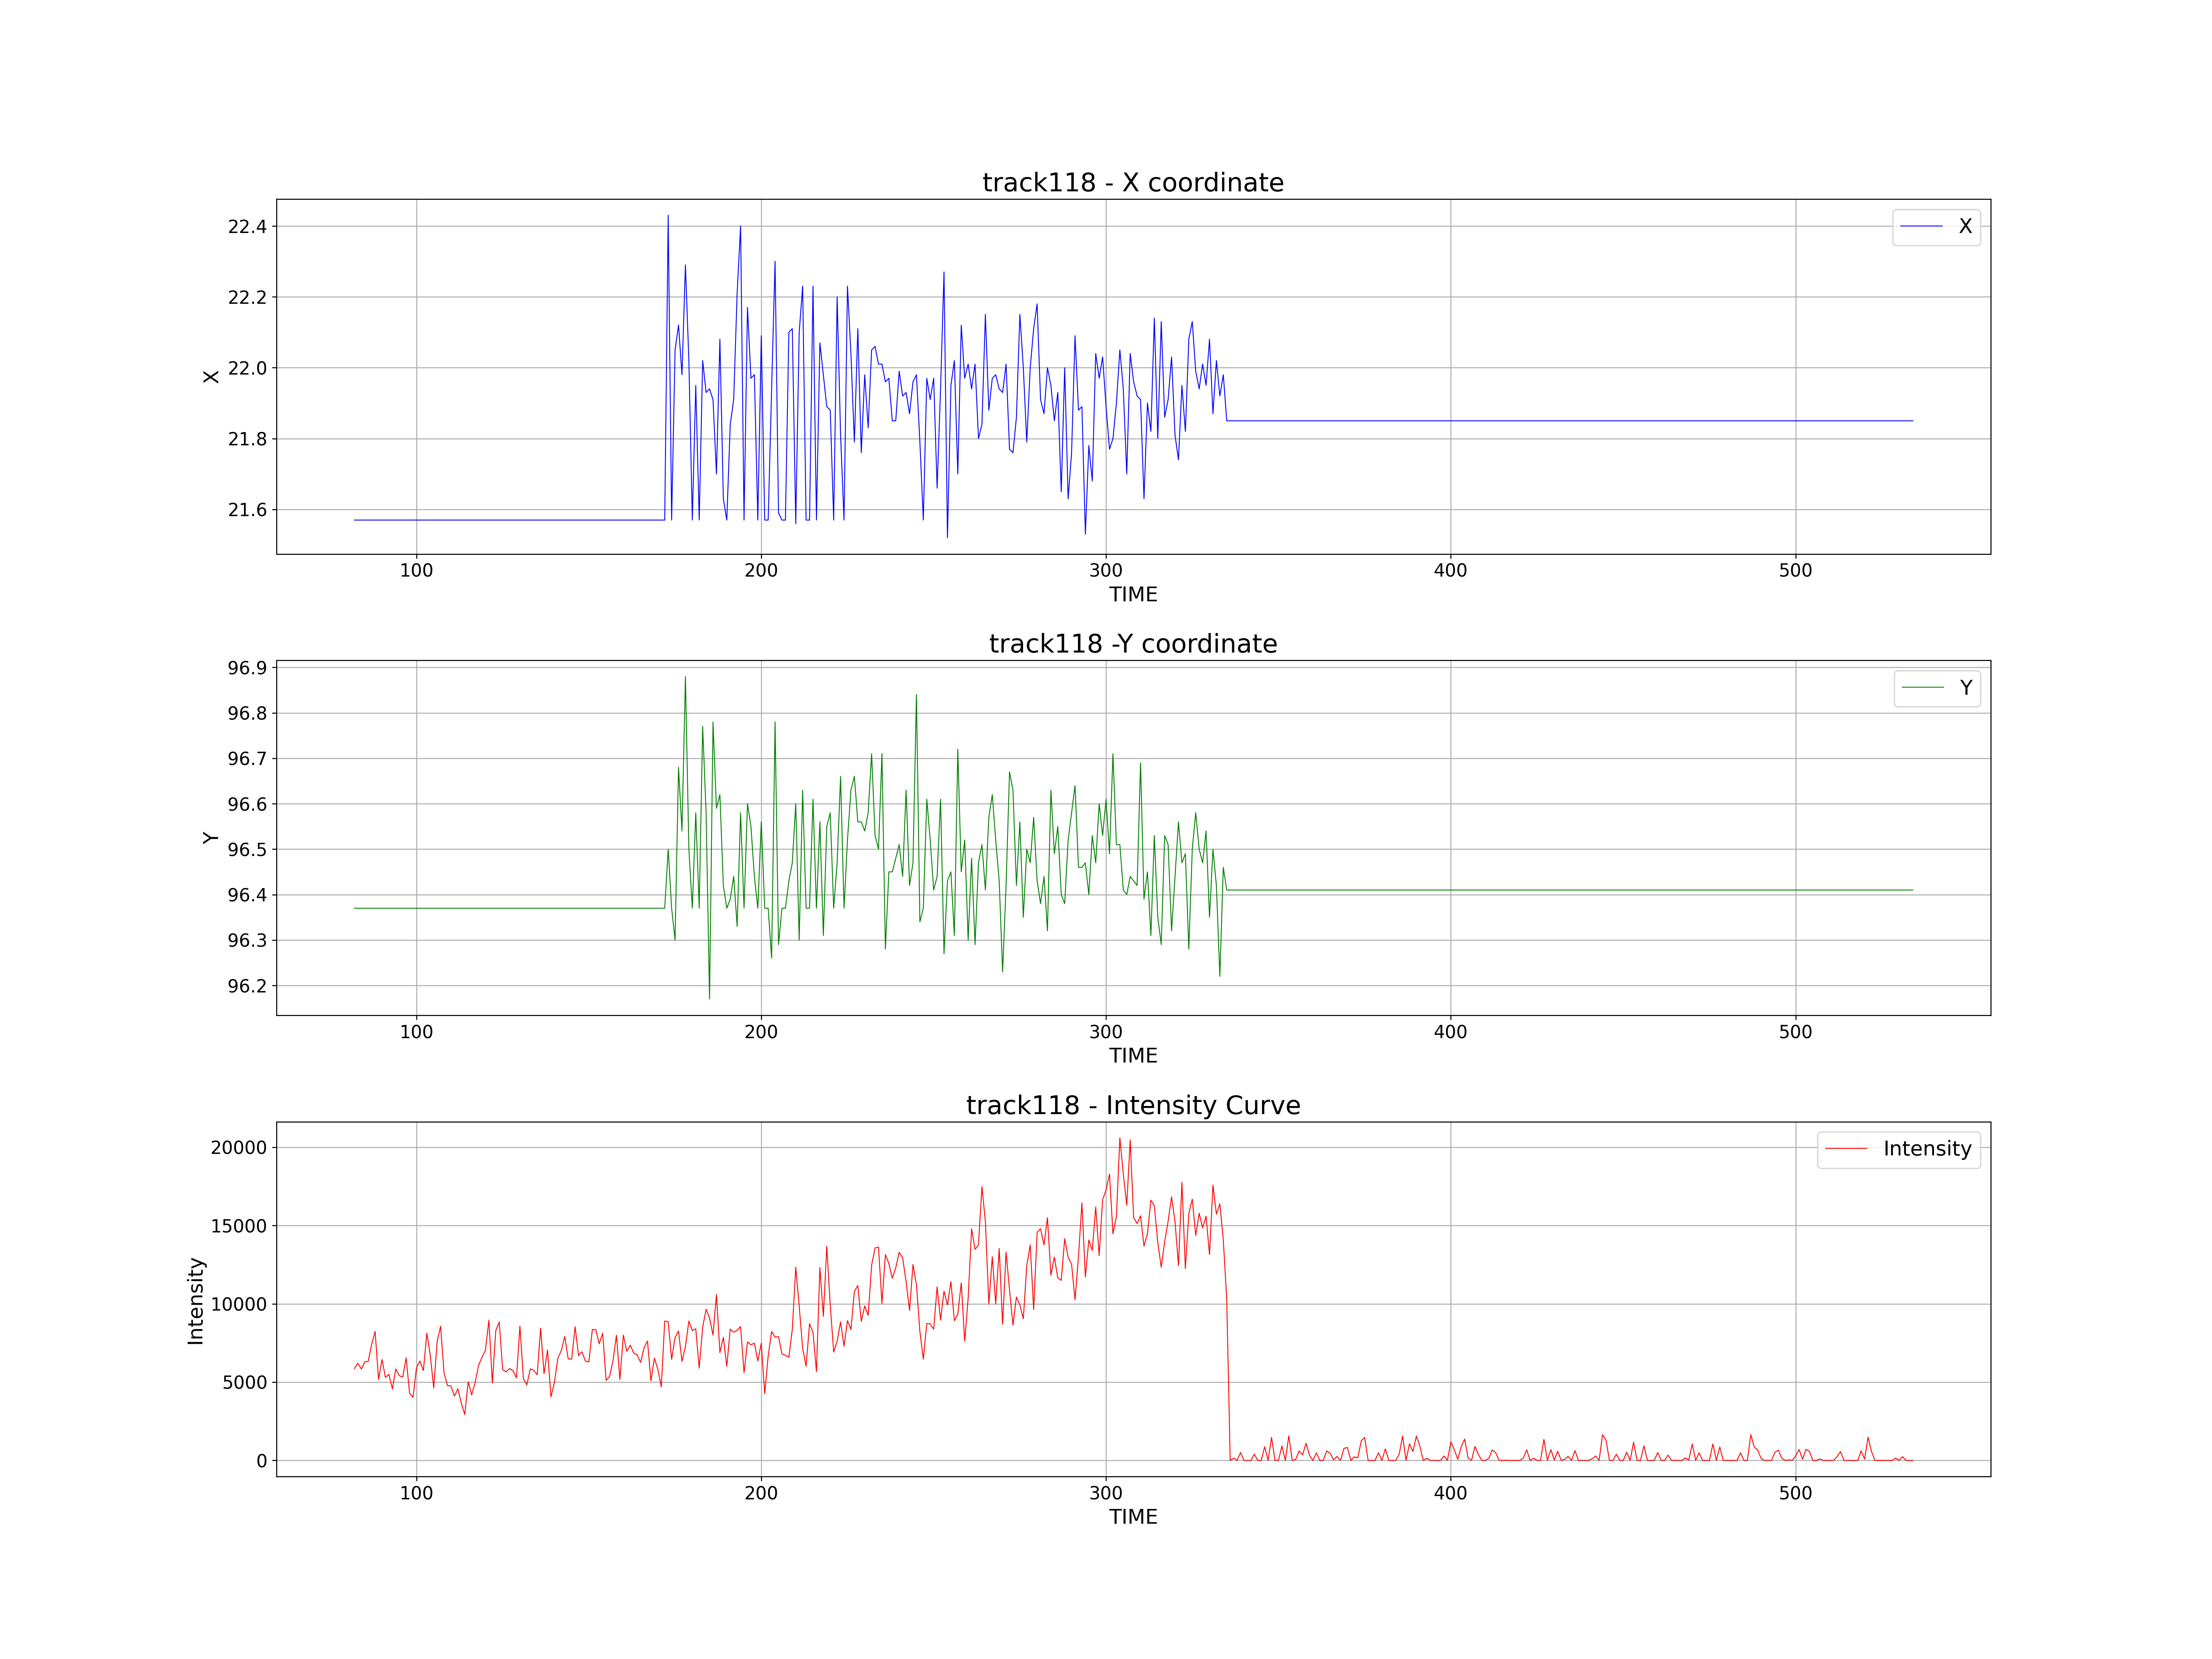 track118 - X coordinate
22.4
22.2
22.0
21.8
21.6
X
X
100 200 300 400 500
TIME
track118 -Y coordinate
96.9
96.8
96.7
96.6
96.5
96.4
96.3
96.2
Y
Y
100 200 300 400 500
TIME
track118 - Intensity Curve
20000
15000
10000
5000
0
Intensity
Intensity
100 200 300 400 500
TIME